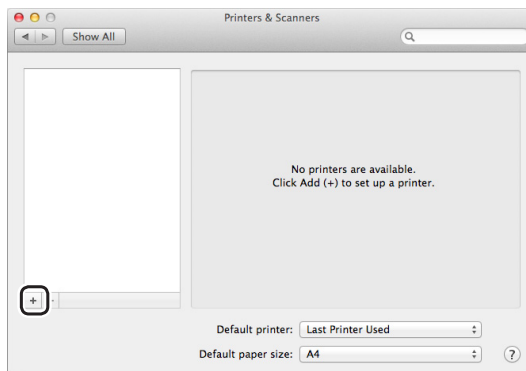 Printers & Scanners
Show All
No printers are available.
Click Add (+) to set up a printer.
+ -
Default printer: Last Printer Used
Default paper size: A4 ?